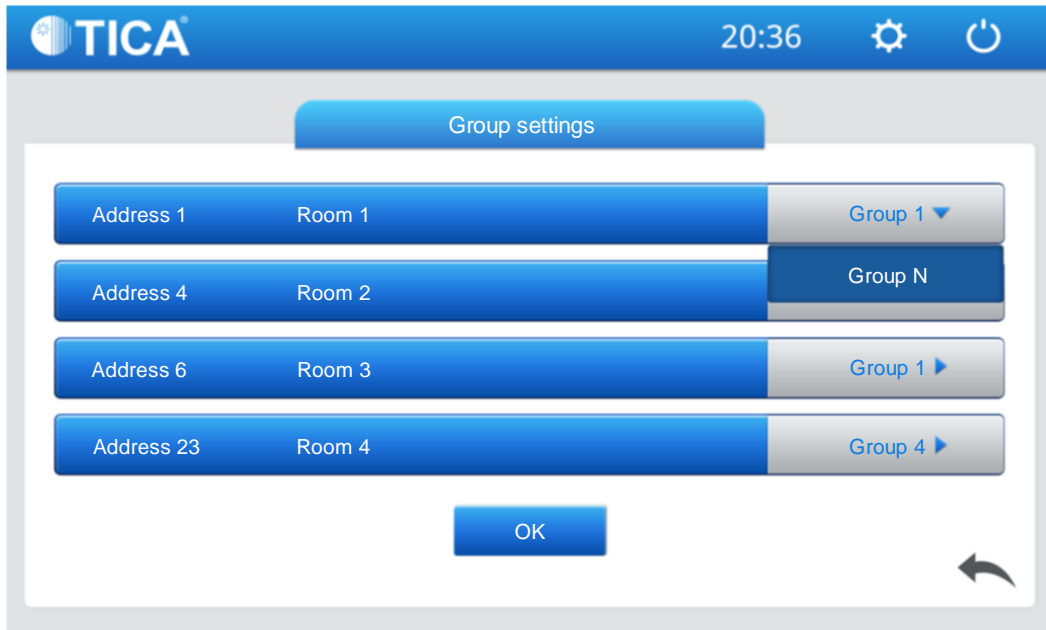 TICA
20:36
Group settings
Address 1 Room 1 Group 1
Group N
Address 4 Room 2
Address 6 Room 3 Group 1
Address 23 Room 4 Group 4
OK